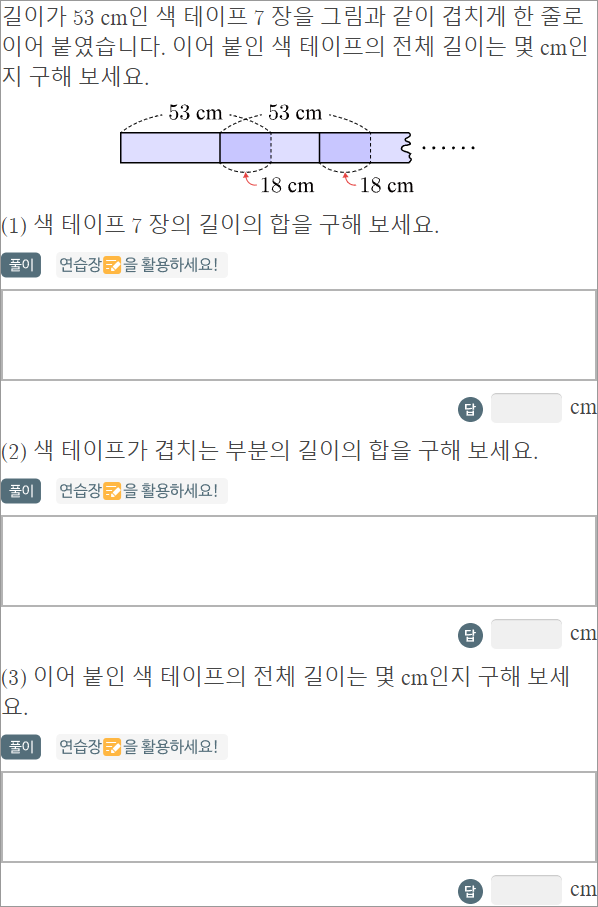 길이가 53 cm인 색 테이프 7 장을 그림과 같이 겹치게 한 줄로
이어 붙였습니다. 이어 붙인 색 테이프의 전체 길이는 몇 cm인
지 구해 보세요.
53 cm 53 cm
······
18 cm 18 cm
(1) 색 테이프 7 장의 길이의 합을 구해 보세요.
풀이 연습장을 활용하세요!
답 cm
(2) 색 테이프가 겹치는 부분의 길이의 합을 구해 보세요.
풀이 연습장을 활용하세요!
답 cm
(3) 이어 붙인 색 테이프의 전체 길이는 몇 cm인지 구해 보세
요.
풀이 연습장을 활용하세요!
답 cm